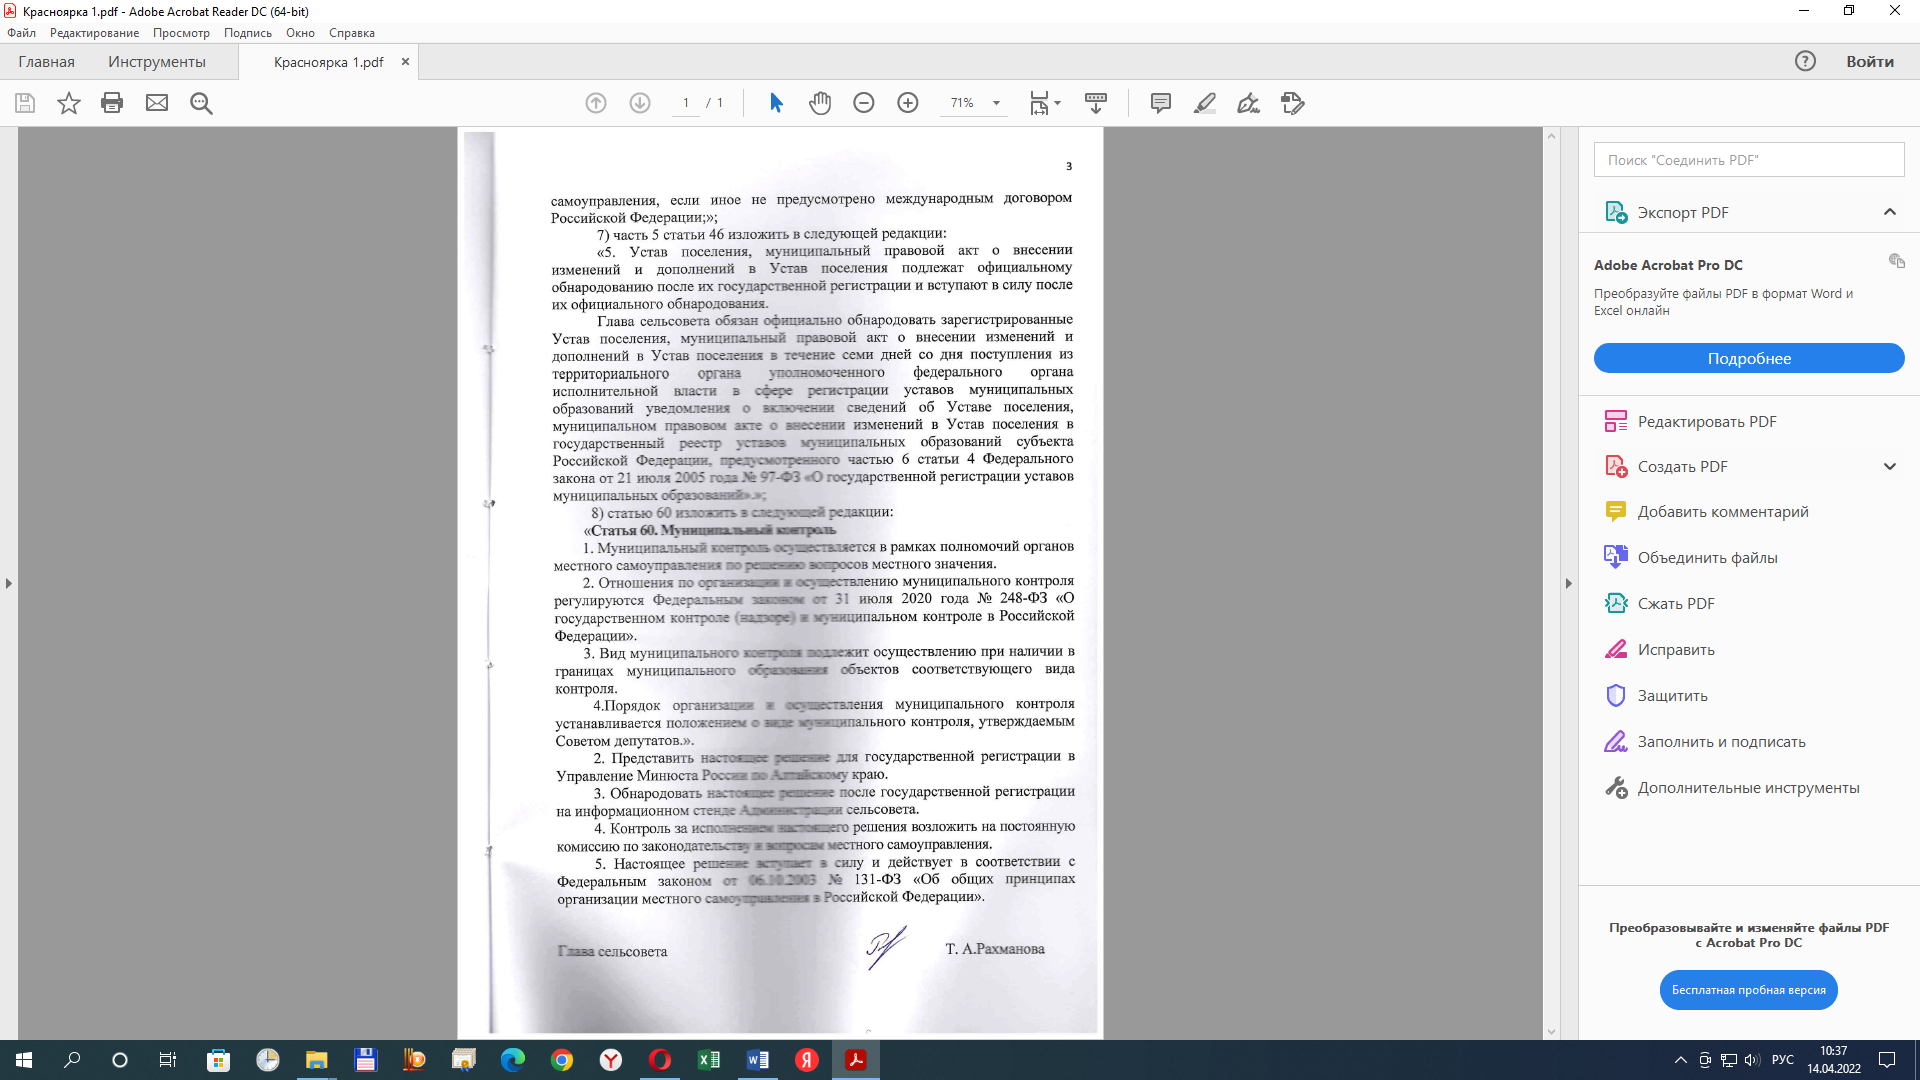 Красноярка 1.pdf - Adobe Acrobat Reader DC (64-bit)
Файл Редактирование Просмотр Подпись Окно Справка
Главная Инструменты Красноярка 1.pdf × Войти
1 / 1 71%
3
самоуправления, если иное не предусмотрено международным договором
Российской Федерации;»;
7) часть 5 статьи 46 изложить в следующей редакции:
«5. Устав поселения, муниципальный правовой акт о внесении
изменений и дополнений в Устав поселения подлежат официальному
обнародованию после их государственной регистрации и вступают в силу после
их официального обнародования.
Глава сельсовета обязан официально обнародовать зарегистрированные
Устав поселения, муниципальный правовой акт о внесении изменений и
дополнений в Устав поселения в течение семи дней со дня поступления из
территориального органа уполномоченного федерального органа
исполнительной власти в сфере регистрации уставов муниципальных
образований уведомления о включении сведений об Уставе поселения,
муниципальном правовом акте о внесении изменений в Устав поселения в
государственный реестр уставов муниципальных образований субъекта
Российской Федерации, предусмотренного частью 6 статьи 4 Федерального
закона от 21 июля 2005 года № 97-ФЗ «О государственной регистрации уставов
муниципальных образований».»;
8) статью 60 изложить в следующей редакции:
«Статья 60. Муниципальный контроль
1. Муниципальный контроль осуществляется в рамках полномочий органов
местного самоуправления по решению вопросов местного значения.
2. Отношения по организации и осуществлению муниципального контроля
регулируются Федеральным законом от 31 июля 2020 года № 248-ФЗ «О
государственном контроле (надзоре) и муниципальном контроле в Российской
Федерации».
3. Вид муниципального контроля подлежит осуществлению при наличии в
границах муниципального образования объектов соответствующего вида
контроля.
4.Порядок организации и осуществления муниципального контроля
устанавливается положением о виде муниципального контроля, утверждаемым
Советом депутатов.».
2. Представить настоящее решение для государственной регистрации в
Управление Минюста России по Алтайскому краю.
3. Обнародовать настоящее решение после государственной регистрации
на информационном стенде Администрации сельсовета.
4. Контроль за исполнением настоящего решения возложить на постоянную
комиссию по законодательству и вопросам местного самоуправления.
5. Настоящее решение вступает в силу и действует в соответствии с
Федеральным законом от 06.10.2003 № 131-ФЗ «Об общих принципах
организации местного самоуправления в Российской Федерации».
Глава сельсовета Т. А.Рахманова
Поиск "Соединить PDF"
Экспорт PDF
Adobe Acrobat Pro DC
Преобразуйте файлы PDF в формат Word и
Excel онлайн
Подробнее
Редактировать PDF
Создать PDF
Добавить комментарий
Объединить файлы
Сжать PDF
Исправить
Защитить
Заполнить и подписать
Дополнительные инструменты
Преобразовывайте и изменяйте файлы PDF
с Acrobat Pro DC
Бесплатная пробная версия
РУС
10:37
14.04.2022